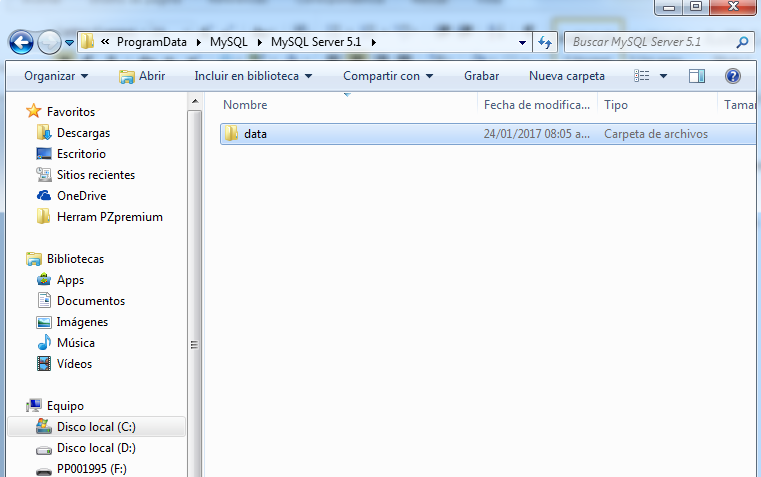 « ProgramData MySQL MySQL Server 5.1 Buscar MySQL Server 5.1
Organizar Abrir Incluir en biblioteca Compartir con Grabar Nueva carpeta
Nombre Fecha de modifica... Tipo Tamar
data 24/01/2017 08:05 a... Carpeta de archivos
Favoritos
Descargas
Escritorio
Sitios recientes
OneDrive
Herram PZpremium
Bibliotecas
Apps
Documentos
Imágenes
Música
Vídeos
Equipo
Disco local (C:)
Disco local (D:)
PP001995 (F:)